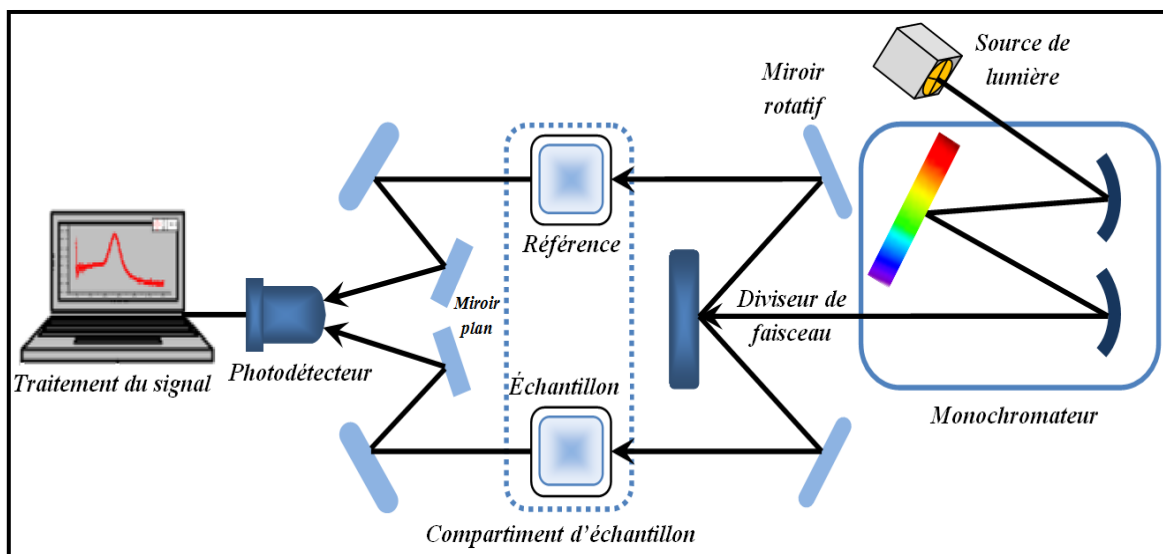 Source de
lumière
Miroir
rotatif
Référence
Miroir
plan
Diviseur de
faisceau
Traitement du signal
Photodétecteur
Échantillon
Monochromateur
Compartiment d’échantillon